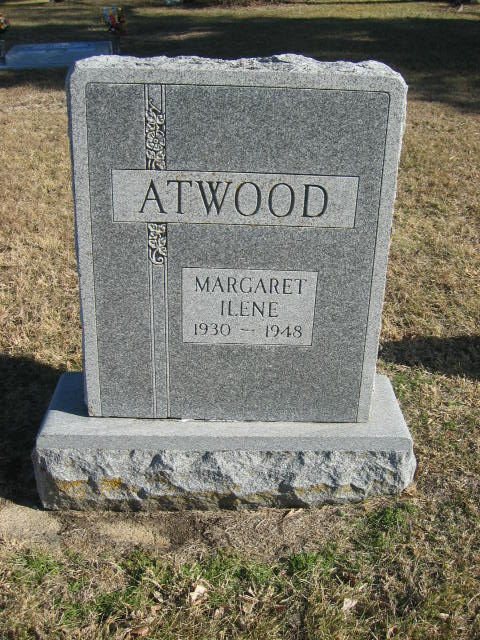 ATWOOD
MARGARET
ILENE
1930 — 1948